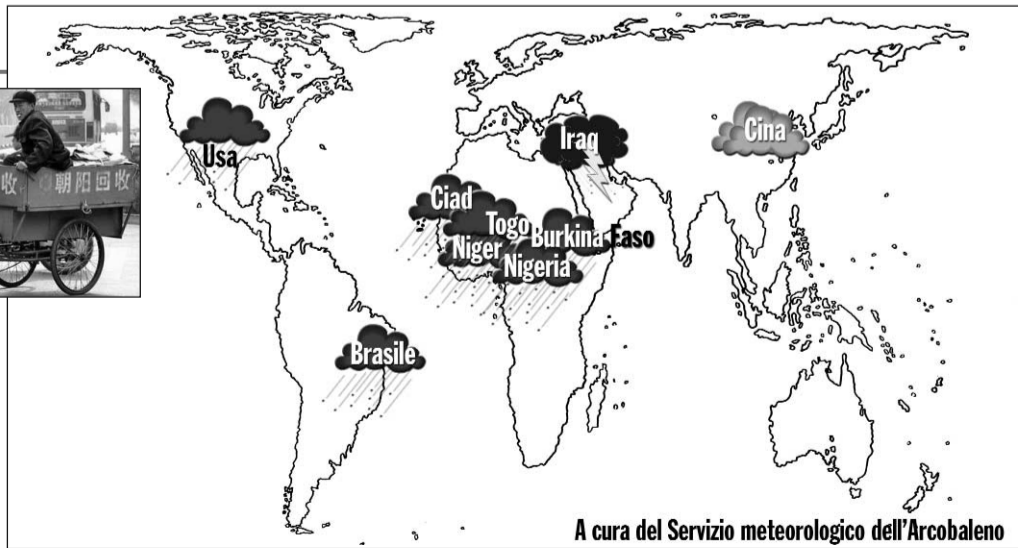 Usa
Iraq
Cina
Ciad
Togo
Niger
Burkina Faso
Nigeria
Brasile
收 朝阳回收
A cura del Servizio meteorologico dell'Arcobaleno